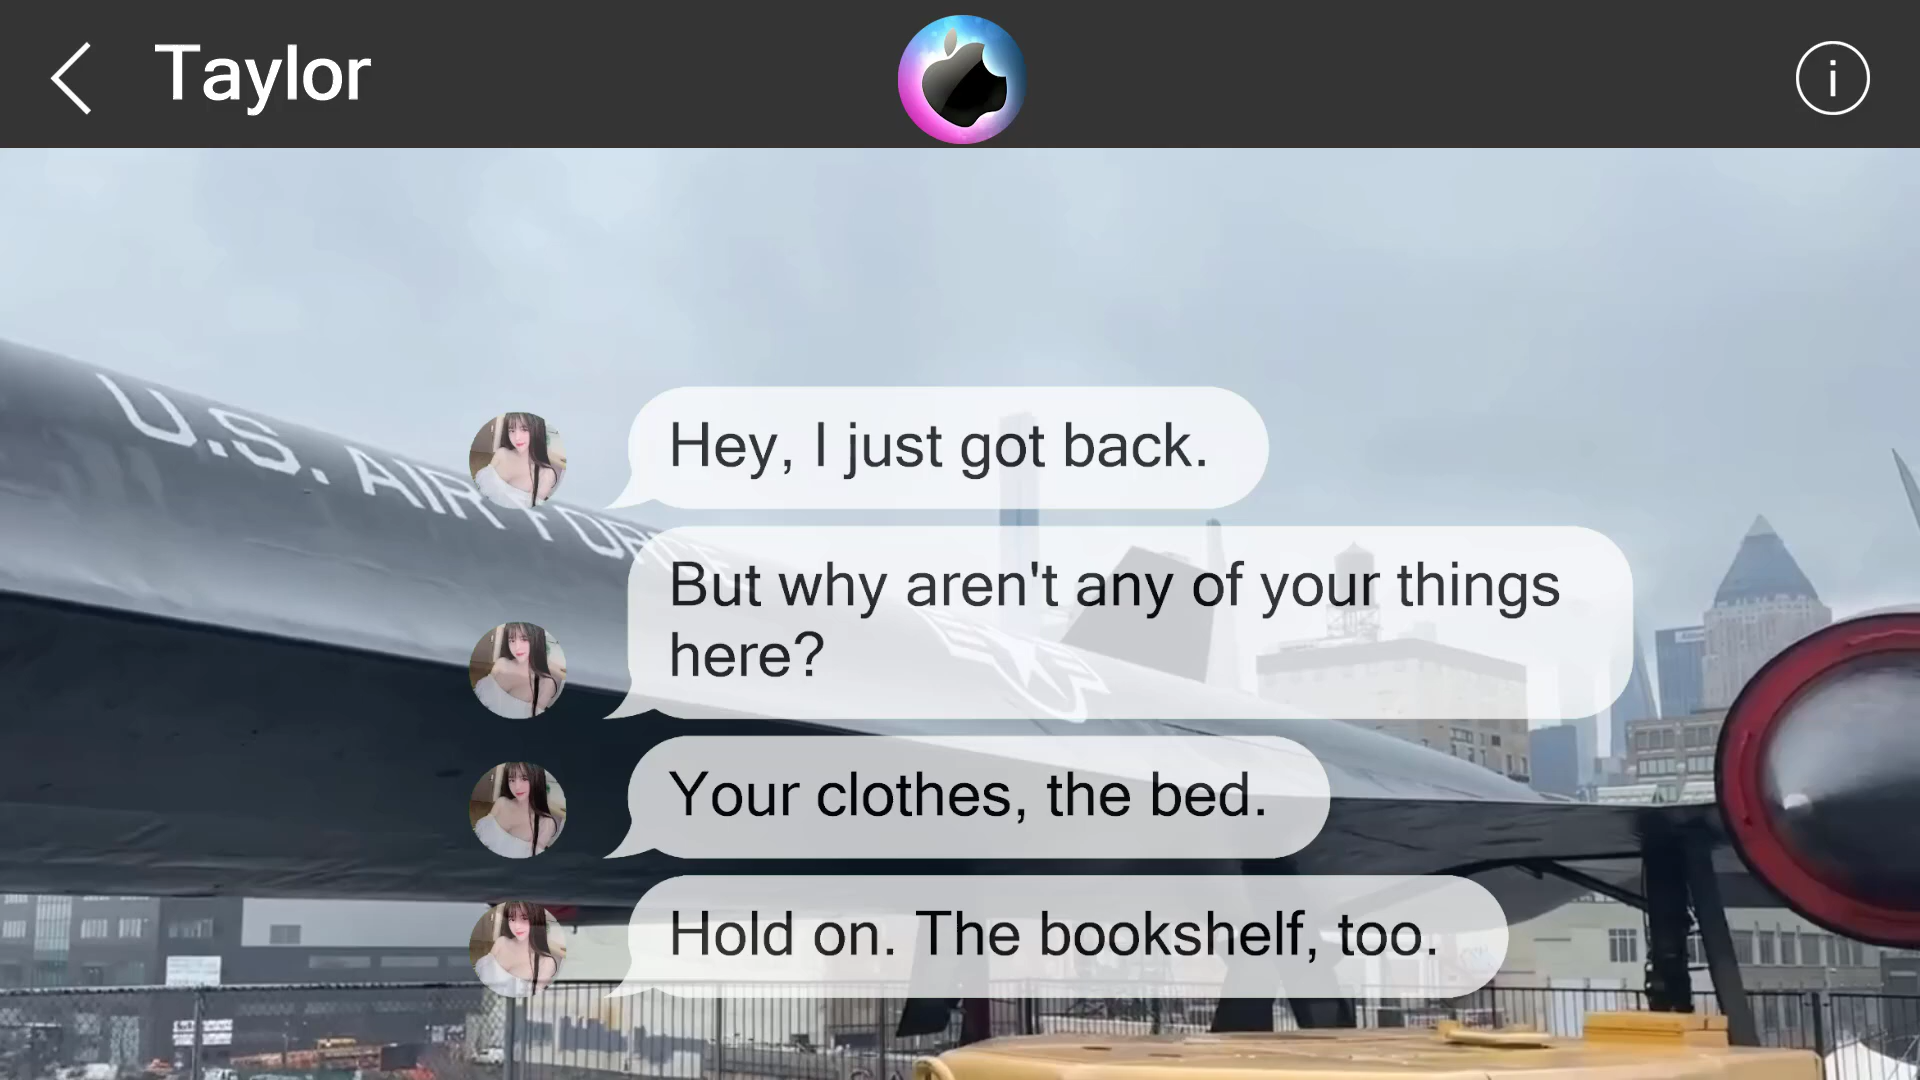 Taylor
i
Hey, I just got back.
U.S. AIR FORCE
But why aren't any of your things
here?
Your clothes, the bed.
Hold on. The bookshelf, too.